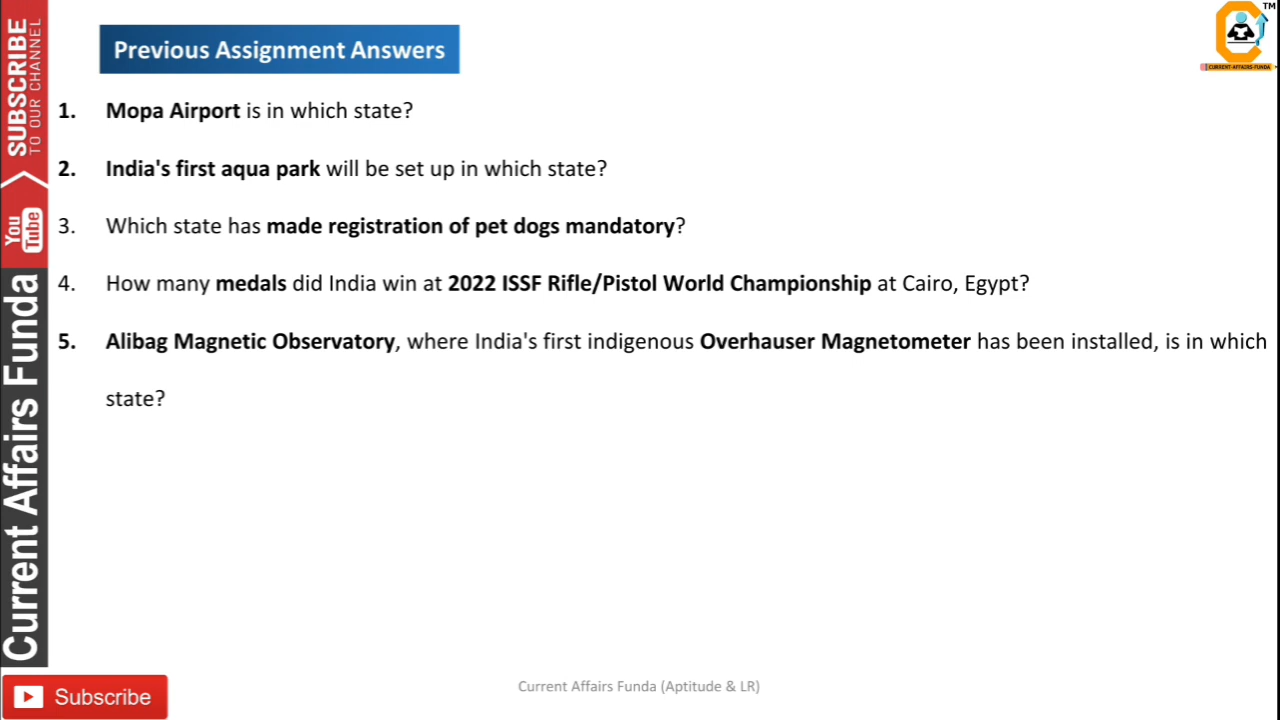 Previous Assignment Answers
1. Mopa Airport is in which state?
2. India's first aqua park will be set up in which state?
3. Which state has made registration of pet dogs mandatory?
4. How many medals did India win at 2022 ISSF Rifle/Pistol World Championship at Cairo, Egypt?
5. Alibag Magnetic Observatory, where India's first indigenous Overhauser Magnetometer has been installed, is in which
state?
SUBSCRIBE
TO OUR CHANNEL
You
Tube
Current Affairs Funda
Subscribe
Current Affairs Funda (Aptitude & LR)
TM
CURRENT-AFFAIRS-FUNDA